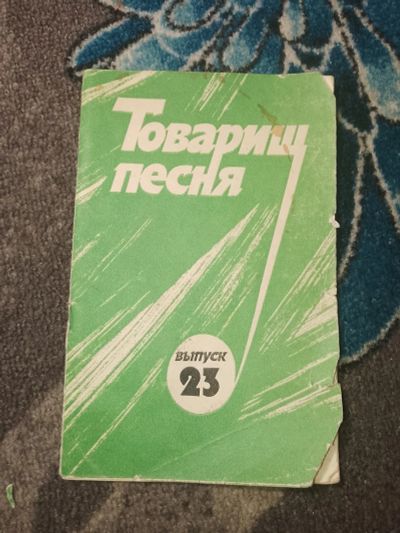 Товарищ
песня
выпуск
23